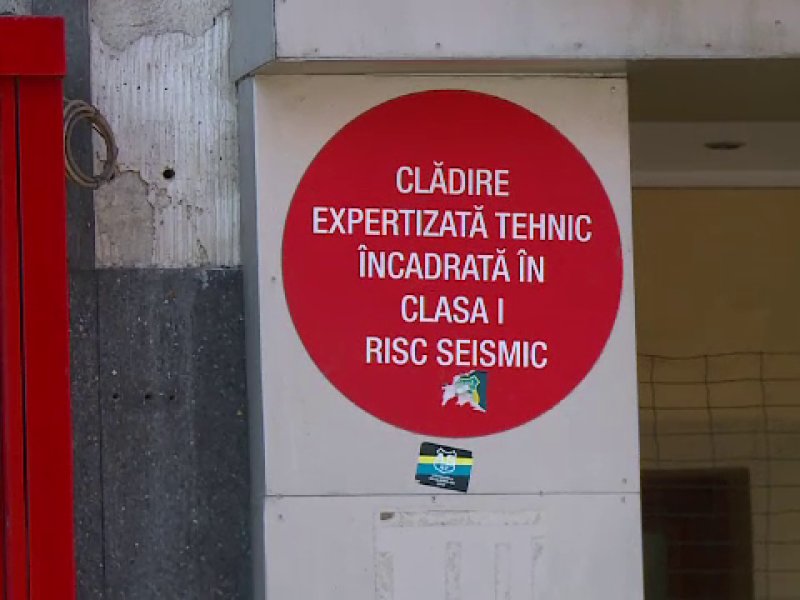 CLĂDIRE
EXPERTIZATĂ TEHNIC
ÎNCADRATĂ ÎN
CLASA I
RISC SEISMIC